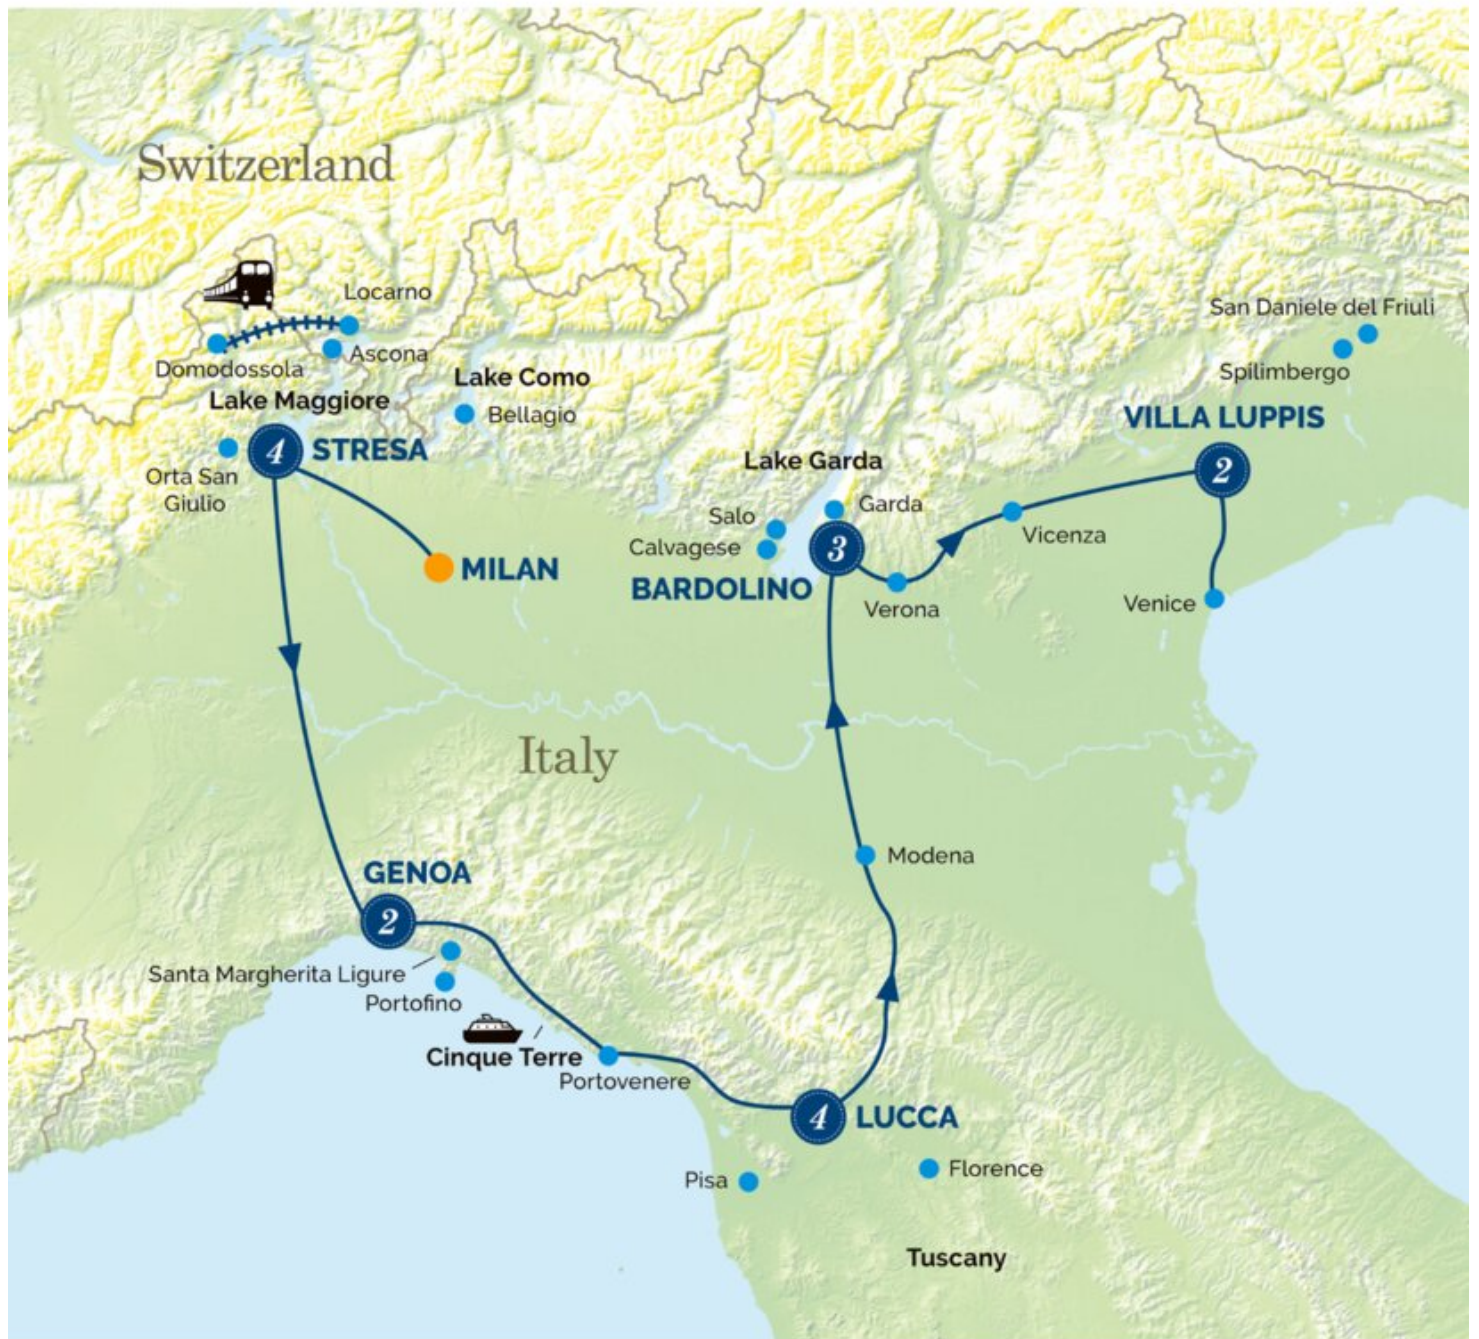 Switzerland
Locarno
San Daniele del Friuli
Domodossola
Ascona
Spilimbergo
Lake Como
Lake Maggiore
Bellagio
VILLA LUPPIS
4
STRESA
Lake Garda
2
Orta San
Giulio
Garda
Salo
Vicenza
Calvagese
3
MILAN
BARDOLINO
Verona
Venice
Italy
Modena
GENOA
2
Santa Margherita Ligure
Portofino
Cinque Terre
Portovenere
4
LUCCA
Pisa
Florence
Tuscany